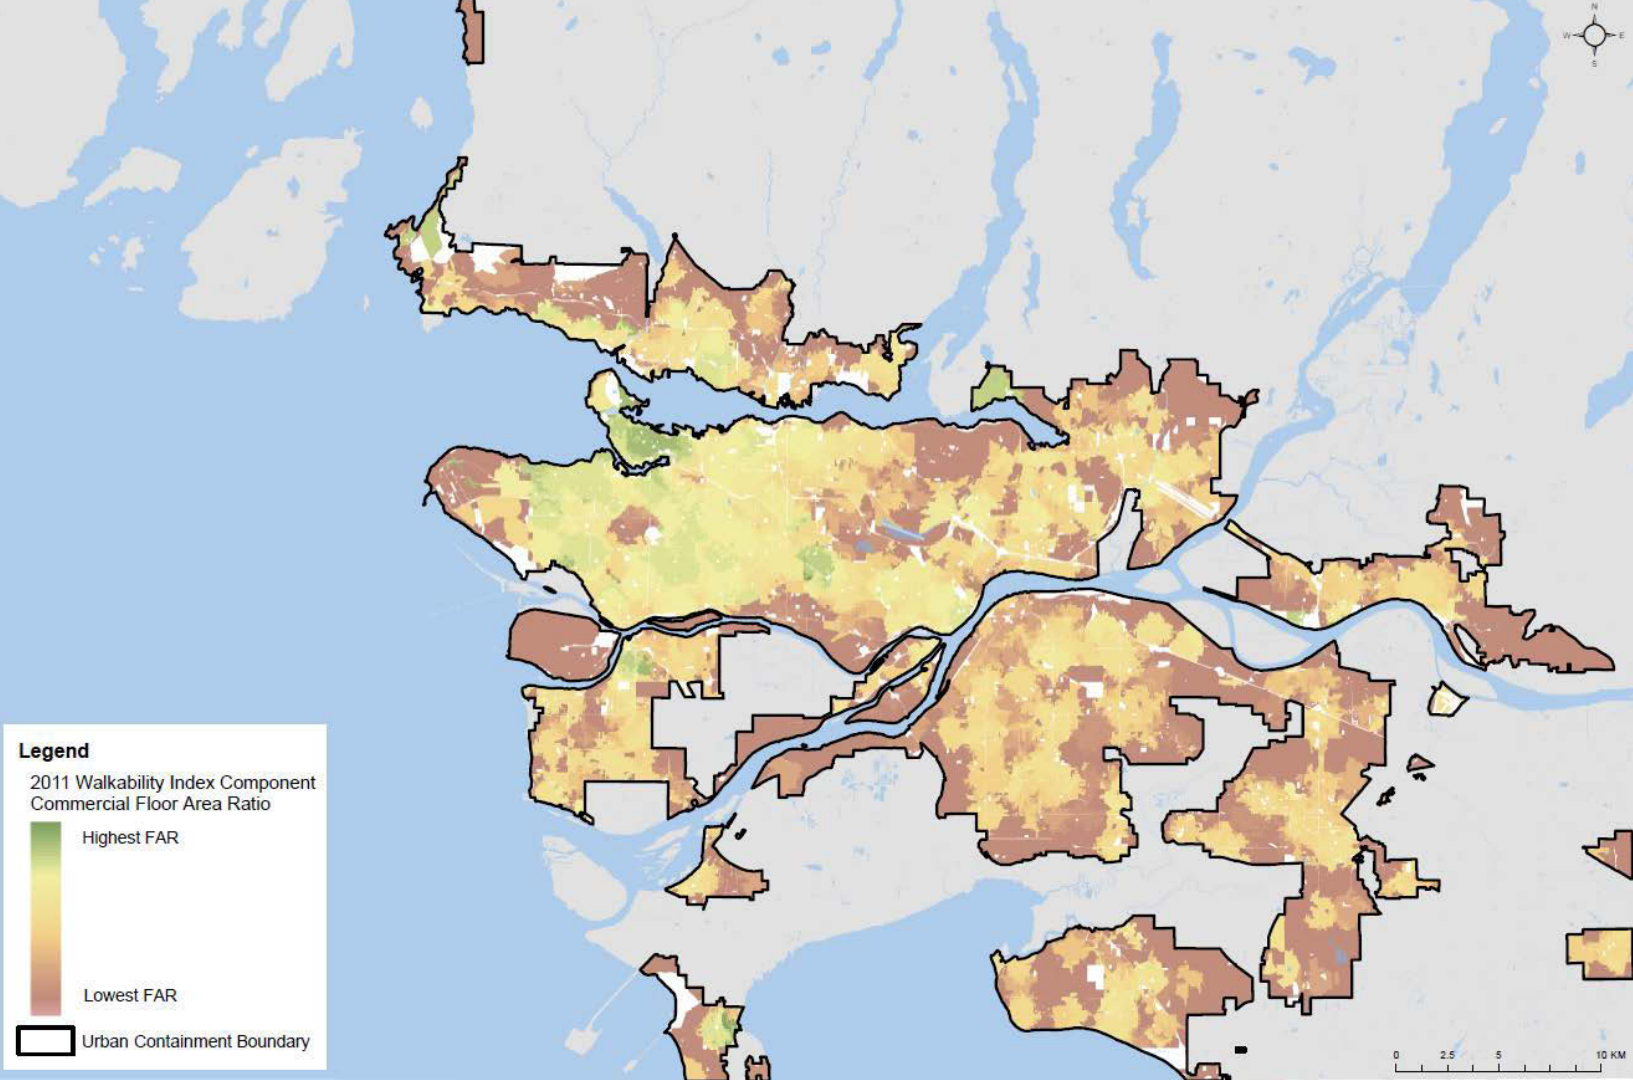 N
W E
S
Legend
2011 Walkability Index Component
Commercial Floor Area Ratio
Highest FAR
Lowest FAR
Urban Containment Boundary
0 2.5 5 10 KM